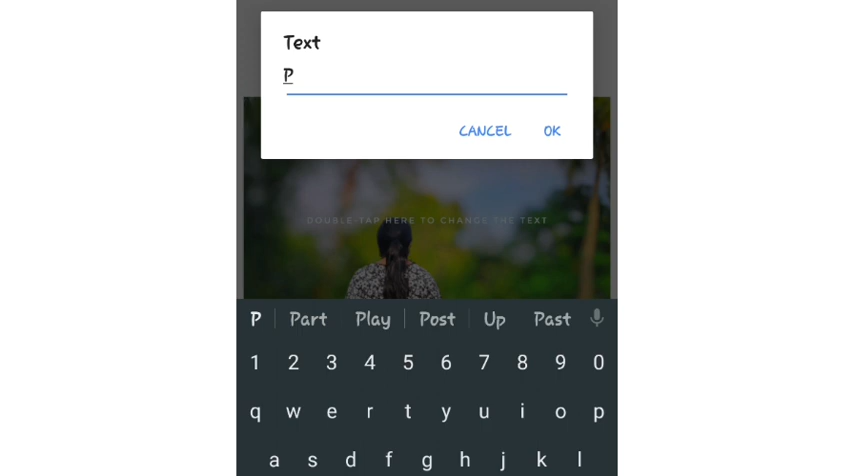 Text
P
CANCEL OK
DOUBLE-TAP HERE TO CHANGE THE TEXT
P Part Play Post Up Past
1 2 3 4 5 6 7 8 9 0
q w e r t y u i o p
a s d f g h j k l